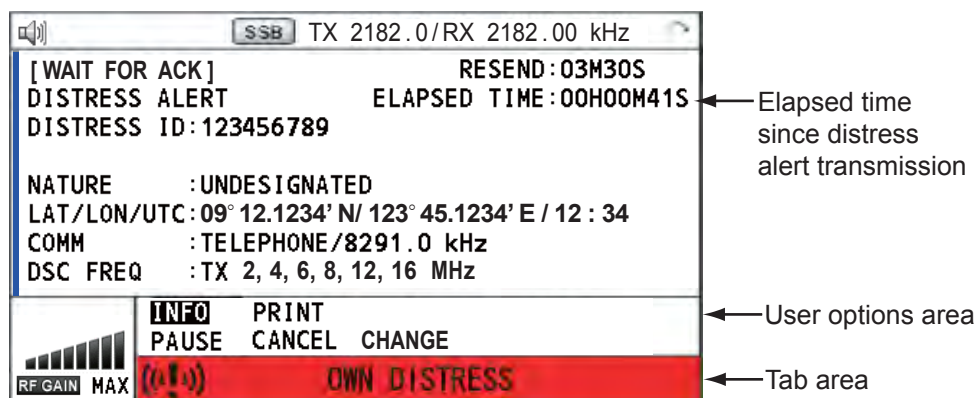 SSB TX 2182.0/RX 2182.00 kHz
[WAIT FOR ACK] RESEND:03M30S
DISTRESS ALERT ELAPSED TIME:00H00M41S
DISTRESS ID:123456789
NATURE :UNDESIGNATED
LAT/LON/UTC:09° 12.1234' N/ 123° 45.1234' E / 12 : 34
COMM :TELEPHONE/8291.0 kHz
DSC FREQ :TX 2, 4, 6, 8, 12, 16 MHz
INFO PRINT
PAUSE CANCEL CHANGE
RF GAIN MAX OWN DISTRESS
Elapsed time
since distress
alert transmission
User options area
Tab area